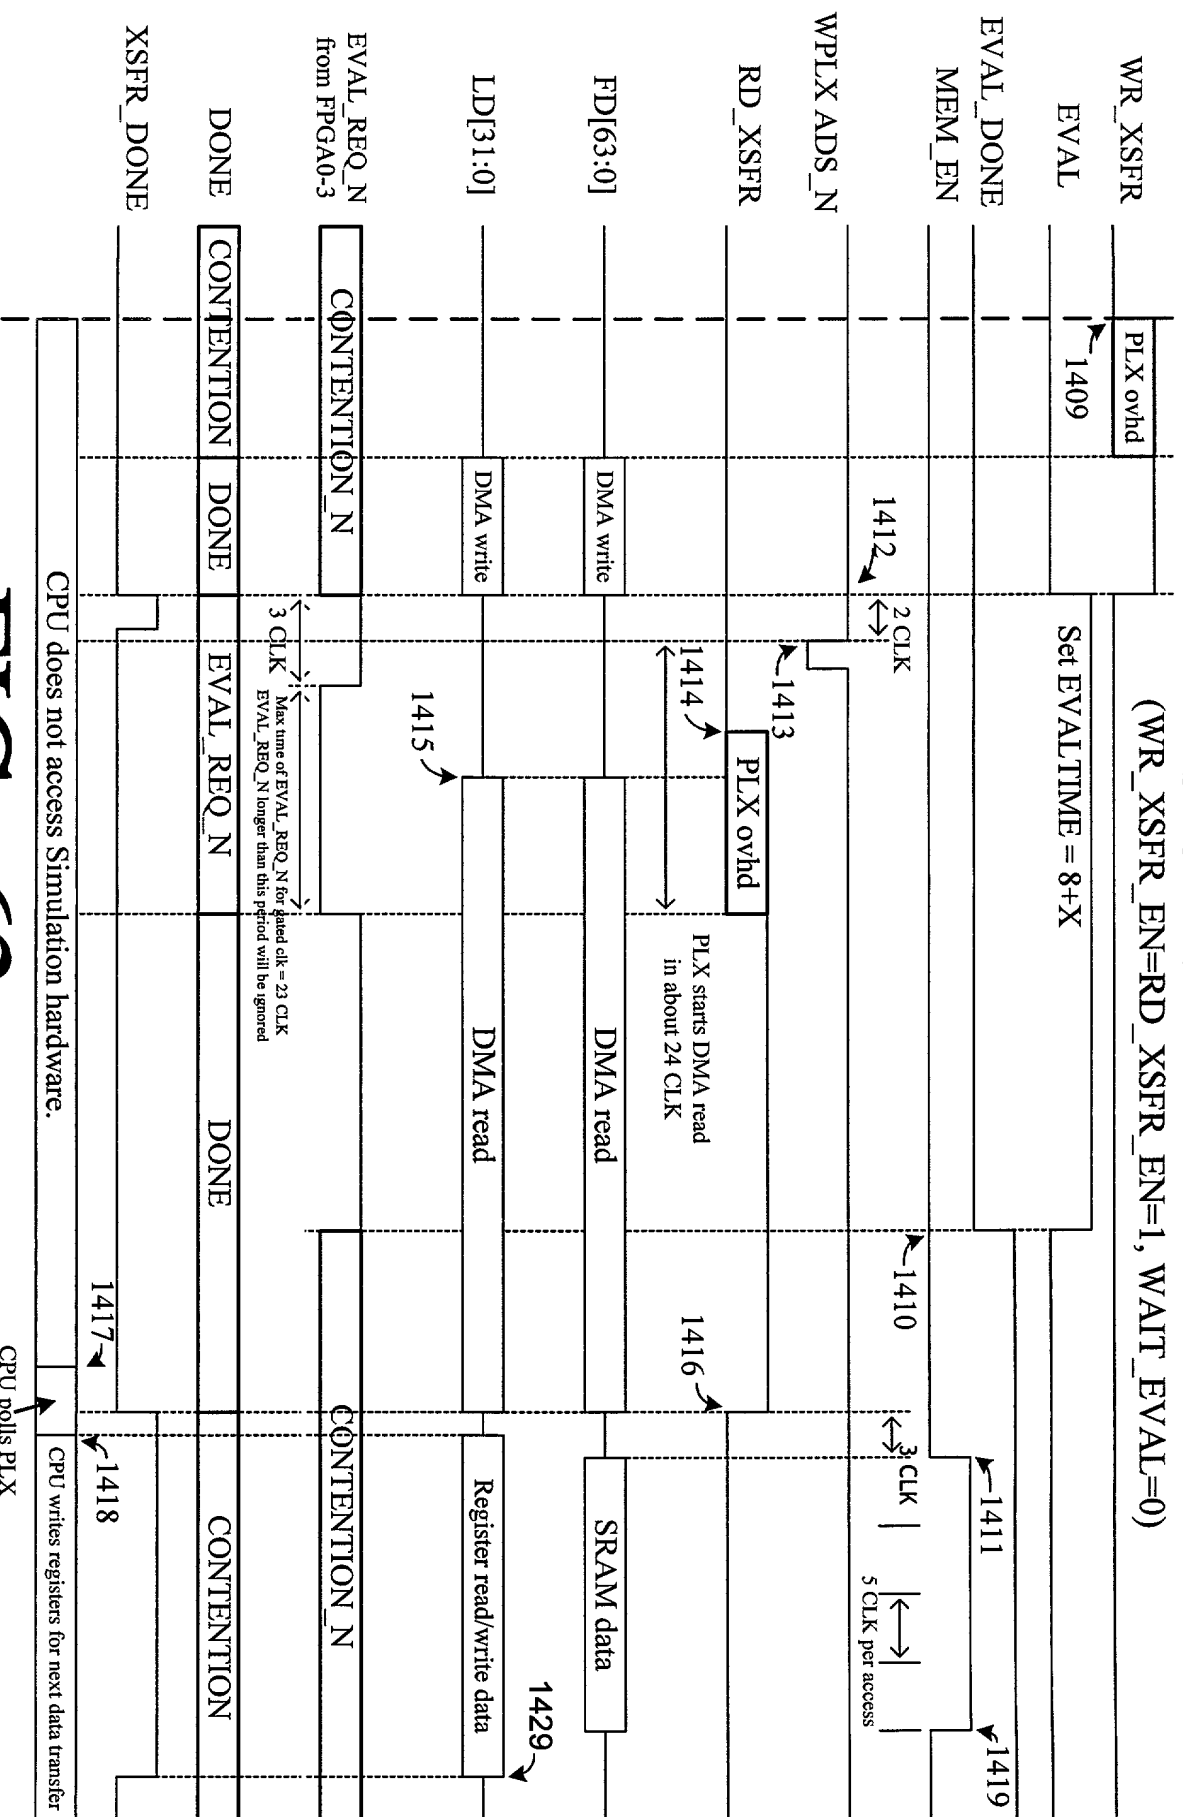 (WR_XSFR_EN=RD_XSFR_EN=1, WAIT_EVAL=0)
WR_XSFR
PLX ovhd
1409
EVAL
Set EVALTIME = 8+X
EVAL_DONE
MEM_EN
1410
1411
1419
3 CLK
5 CLK per access
WPLX ADS_N
1412
2 CLK
1413
RD_XSFR
1414
PLX ovhd
PLX starts DMA read
in about 24 CLK
1416
FD[63:0]
DMA write
DMA read
SRAM data
LD[31:0]
DMA write
1415
DMA read
Register read/write data
1429
EVAL_REQ_N
from FPGA0-3
CONTENTION_N
CONTENTION_N
3 CLK
Max time of EVAL_REQ_N for gated clk = 23 CLK
EVAL_REQ_N longer than this period will be ignored
DONE
CONTENTION
DONE
EVAL_REQ_N
DONE
CONTENTION
XSFR_DONE
1417
1418
CPU does not access Simulation hardware.
CPU writes registers for next data transfer
CPU polls PLX